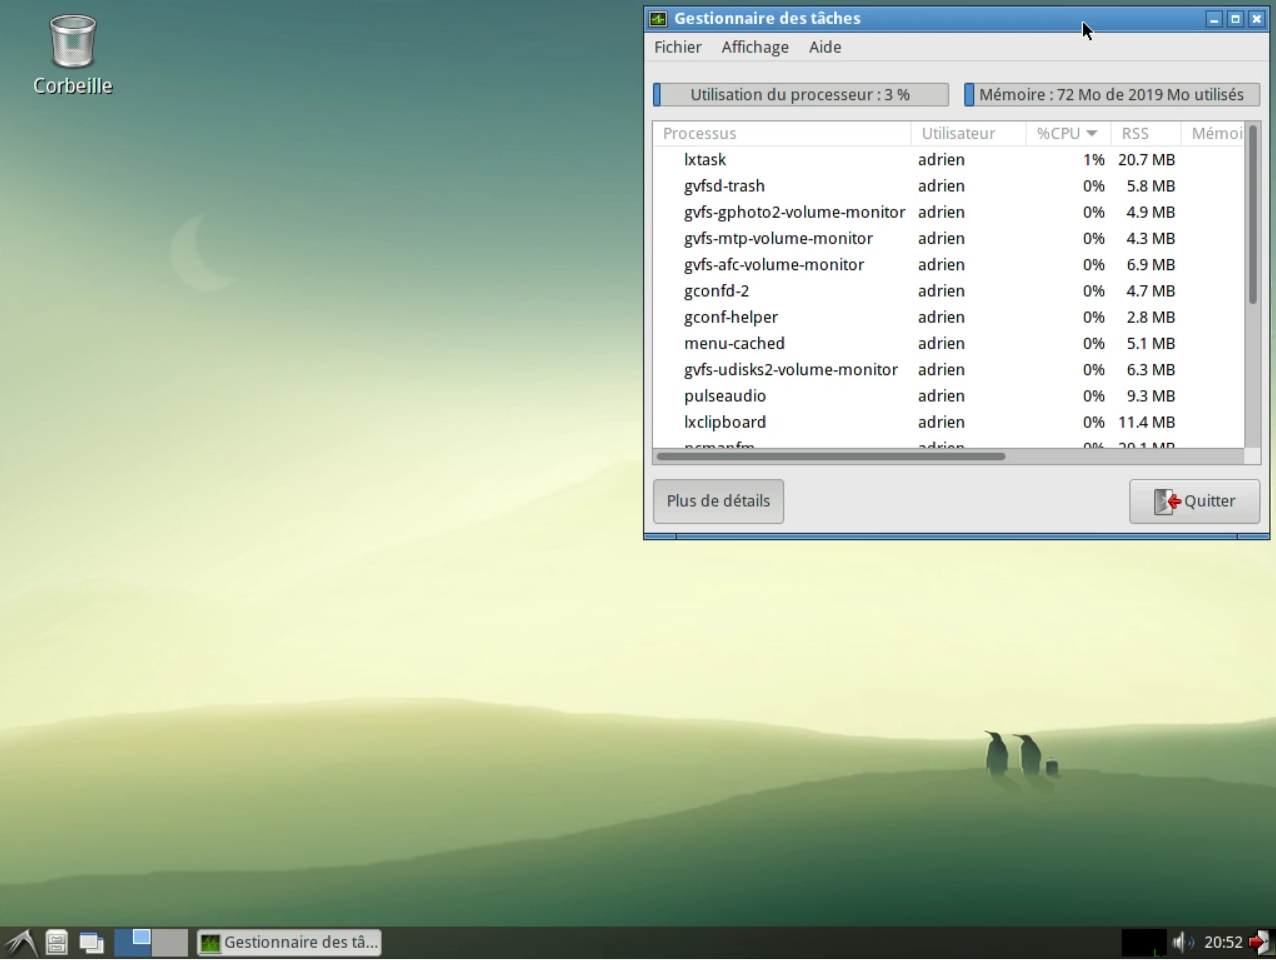 Corbeille
Gestionnaire des tâches
Fichier Affichage Aide
Utilisation du processeur : 3 % Mémoire : 72 Mo de 2019 Mo utilisés
Processus Utilisateur %CPU RSS Mémoi
lxtask adrien 1% 20.7 MB
gvfsd-trash adrien 0% 5.8 MB
gvfs-gphoto2-volume-monitor adrien 0% 4.9 MB
gvfs-mtp-volume-monitor adrien 0% 4.3 MB
gvfs-afc-volume-monitor adrien 0% 6.9 MB
gconfd-2 adrien 0% 4.7 MB
gconf-helper adrien 0% 2.8 MB
menu-cached adrien 0% 5.1 MB
gvfs-udisks2-volume-monitor adrien 0% 6.3 MB
pulseaudio adrien 0% 9.3 MB
lxclipboard adrien 0% 11.4 MB
pcmanfm adrien 0% 20.1 MB
Plus de détails Quitter
Gestionnaire des tâ... 20:52